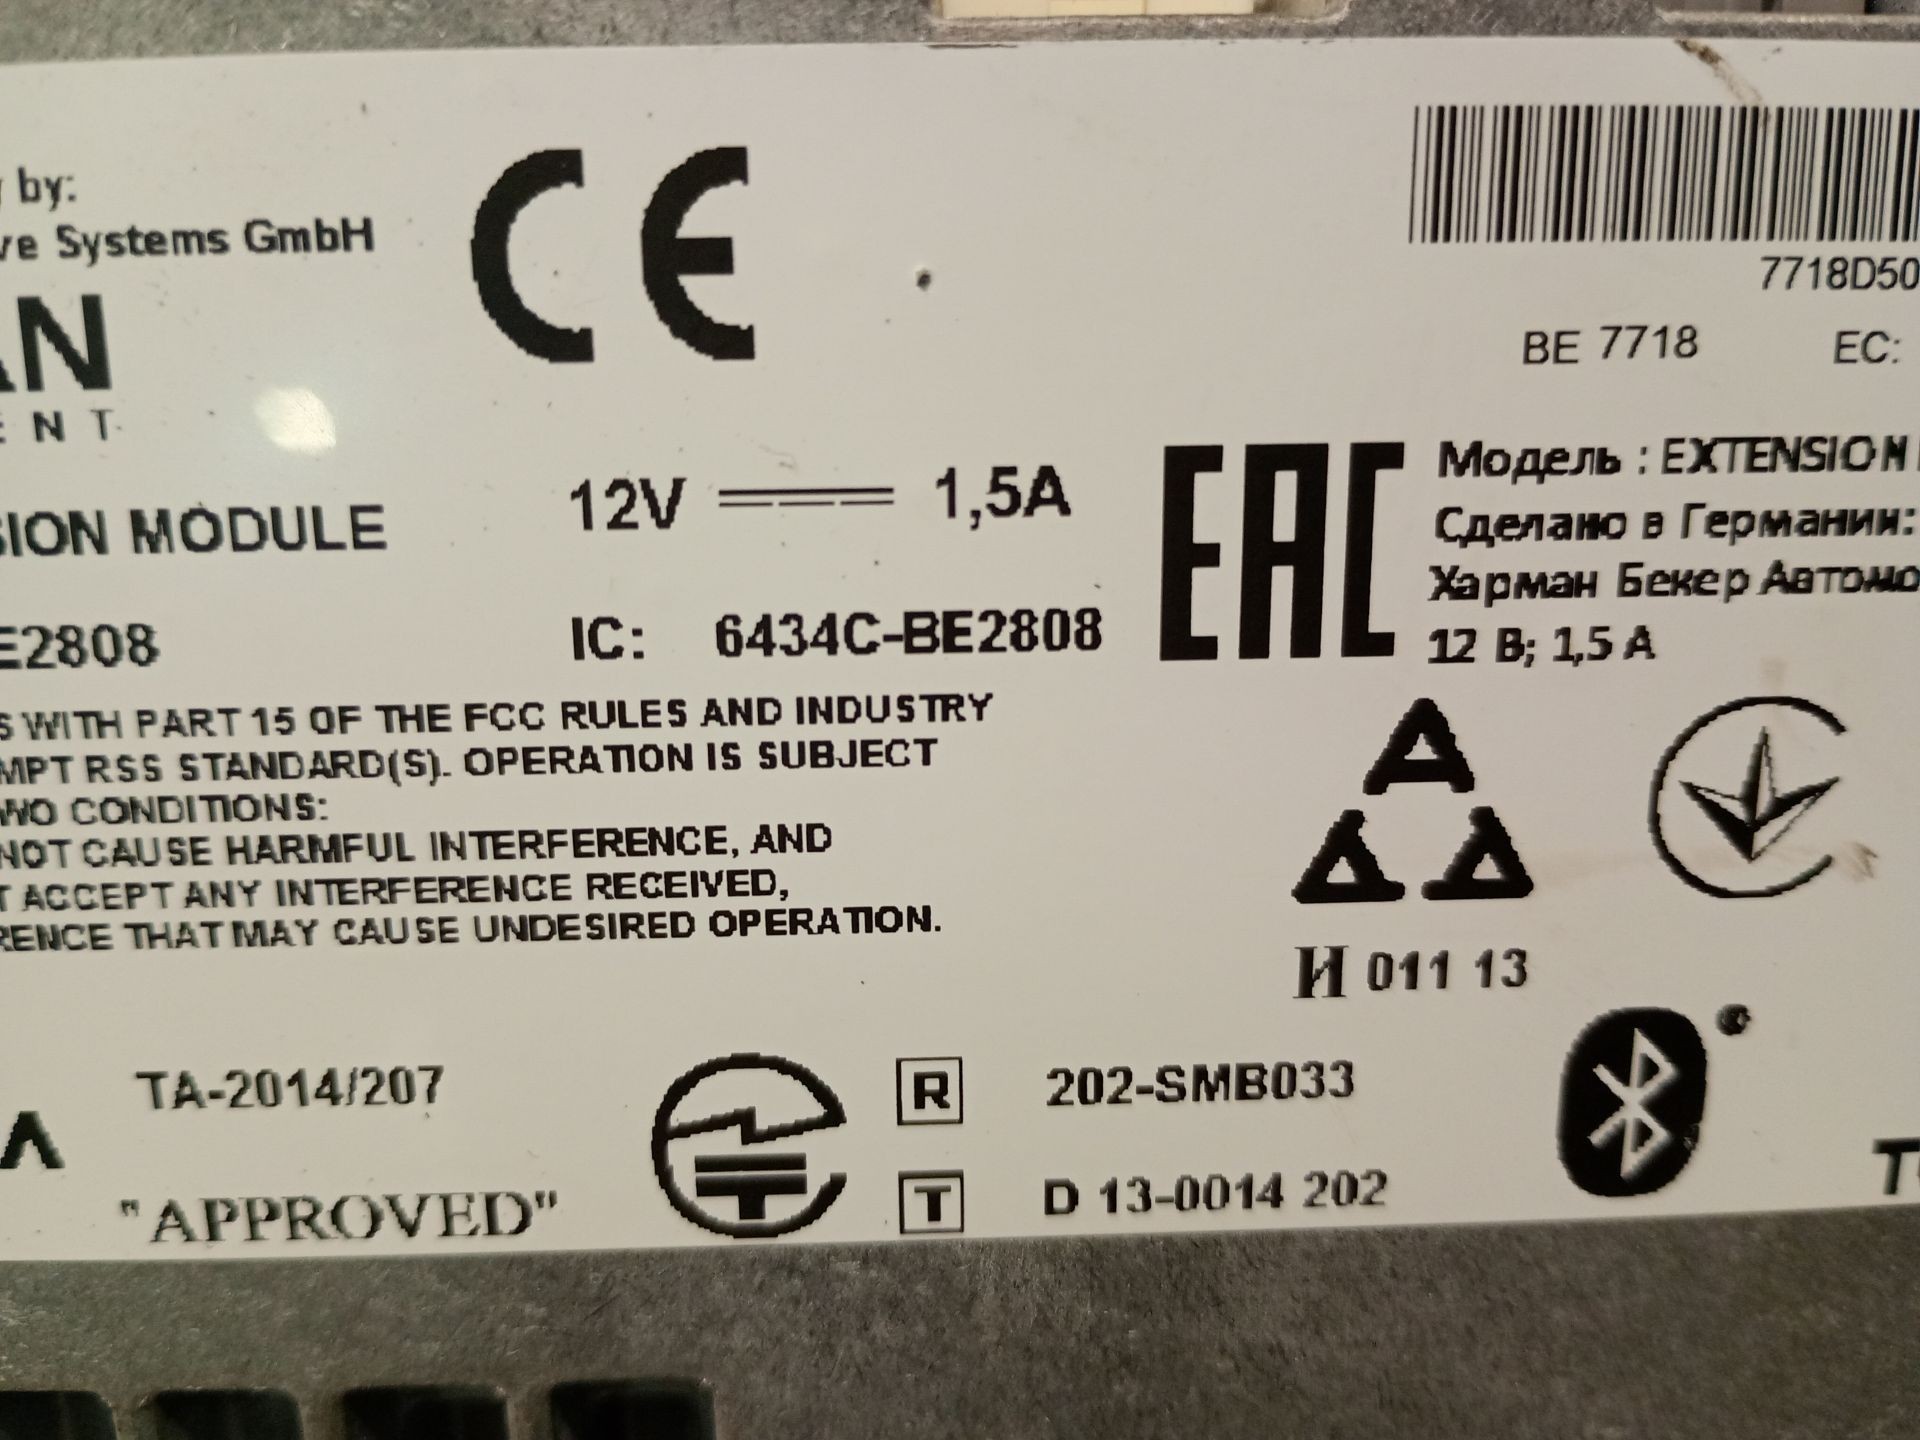 by:
ve Systems GmbH
CE
AN
ENT
7718D50
BE 7718 EC:
SION MODULE
12V 1,5A
EAC
Модель : EXTENSION
Сделано в Германии:
Харман Бекер Автомо
12 В; 1,5 А
E2808
IC: 6434C-BE2808
S WITH PART 15 OF THE FCC RULES AND INDUSTRY
MPT RSS STANDARD(S). OPERATION IS SUBJECT
WO CONDITIONS:
NOT CAUSE HARMFUL INTERFERENCE, AND
T ACCEPT ANY INTERFERENCE RECEIVED,
RENCE THAT MAY CAUSE UNDESIRED OPERATION.
И 011 13
TA-2014/207
"APPROVED"
R 202-SMB033
T D 13-0014 202